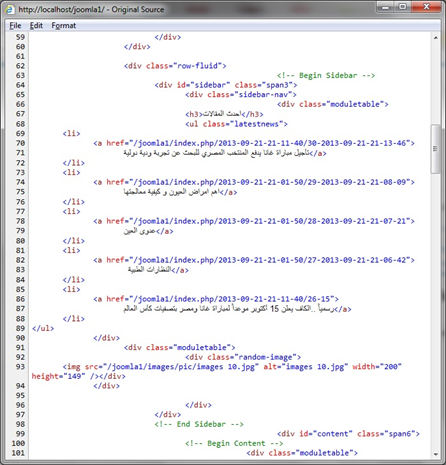 http://localhost/joomla1/ - Original Source
File Edit Format
59 </div>
60 </div>
61
62 <div class="row-fluid">
63 <!-- Begin Sidebar -->
64 <div id="sidebar" class="span3">
65 <div class="sidebar-nav">
66 <div class="moduletable">
67 <h3>احدث المقالات</h3>
68 <ul class="latestnews">
69 <li>
70 <a href="/joomla1/index.php/2013-09-21-21-11-40/30-2013-09-21-21-13-46">
71 تأجيل مباراة غانا يدفع المنتخب المصري للبحث عن تجربة ودية دولية</a>
72 </li>
73 <li>
74 <a href="/joomla1/index.php/2013-09-21-21-01-50/29-2013-09-21-21-08-09">
75 اهم امراض العيون و كيفية معالجتها</a>
76 </li>
77 <li>
78 <a href="/joomla1/index.php/2013-09-21-21-01-50/28-2013-09-21-21-07-21">
79 عدوى العين</a>
80 </li>
81 <li>
82 <a href="/joomla1/index.php/2013-09-21-21-01-50/27-2013-09-21-21-06-42">
83 النظارات الطبية</a>
84 </li>
85 <li>
86 <a href="/joomla1/index.php/2013-09-21-21-11-40/26-15">
87 رسمياً ..الكاف يعلن 15 أكتوبر موعداً لمباراة غانا ومصر بتصفيات كأس العالم</a>
88 </li>
89 </ul>
90 </div>
91 <div class="moduletable">
92 <div class="random-image">
93 <img src="/joomla1/images/pic/images 10.jpg" alt="images 10.jpg" width="200"
height="149" /></div>
94 </div>
95
96 </div>
97 </div>
98 <!-- End Sidebar -->
99 <div id="content" class="span6">
100 <!-- Begin Content -->
101 <div class="moduletable">